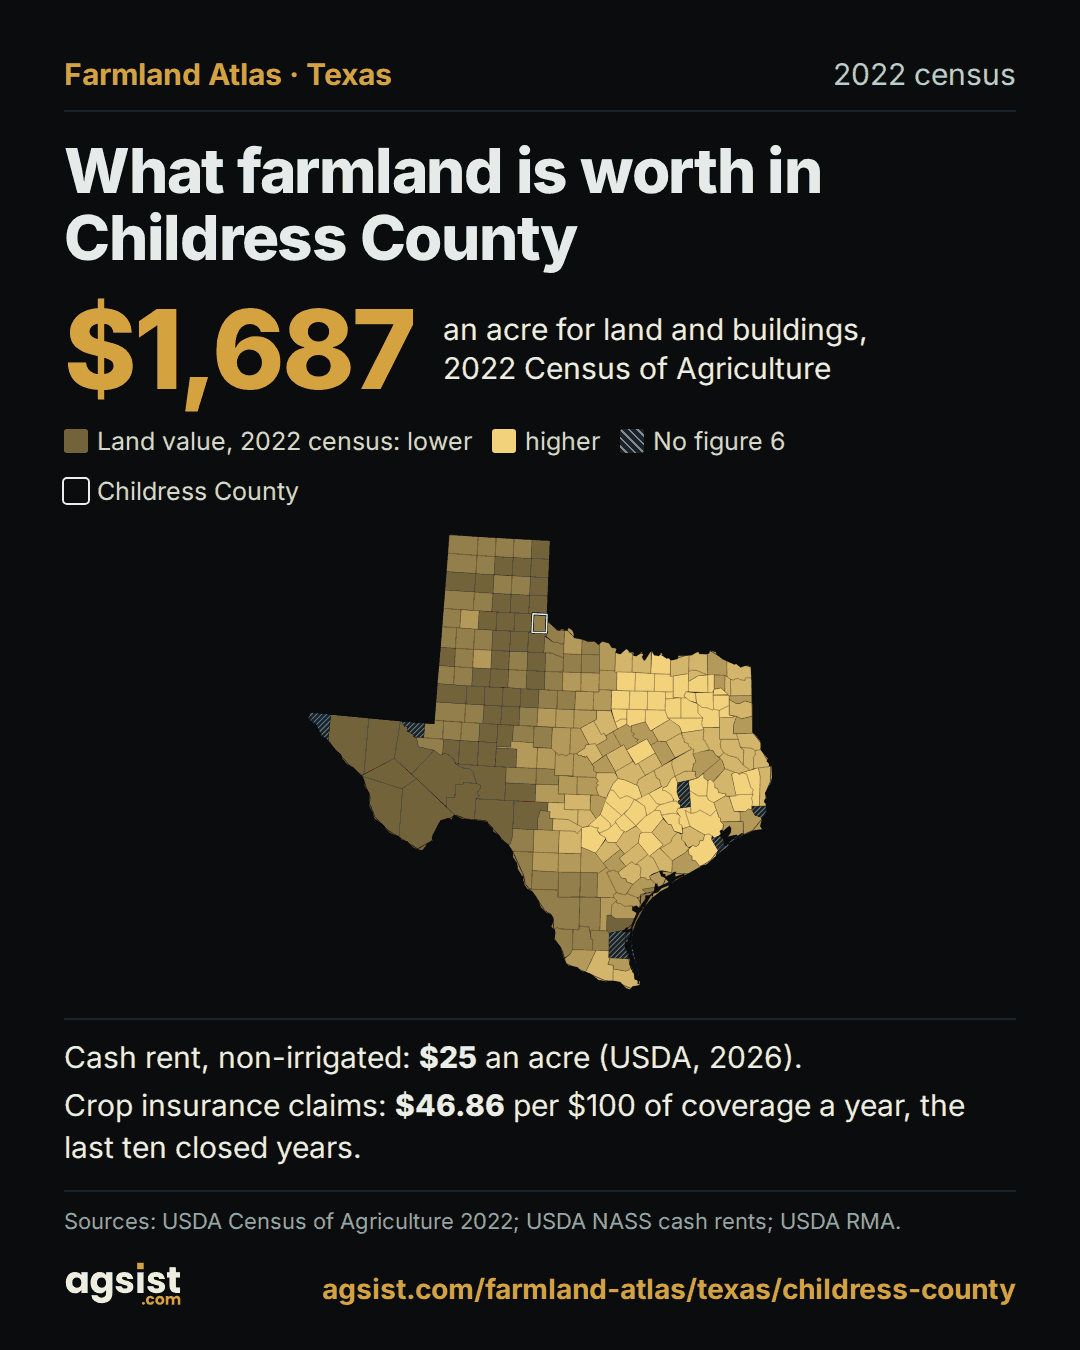 Farmland Atlas · Texas
2022 census
What farmland is worth in
Childress County
$1,687
an acre for land and buildings,
2022 Census of Agriculture
Land value, 2022 census: lower
higher
No figure 6
Childress County
Cash rent, non-irrigated: $25 an acre (USDA, 2026).
Crop insurance claims: $46.86 per $100 of coverage a year, the
last ten closed years.
Sources: USDA Census of Agriculture 2022; USDA NASS cash rents; USDA RMA.
agsist
.com
agsist.com/farmland-atlas/texas/childress-county